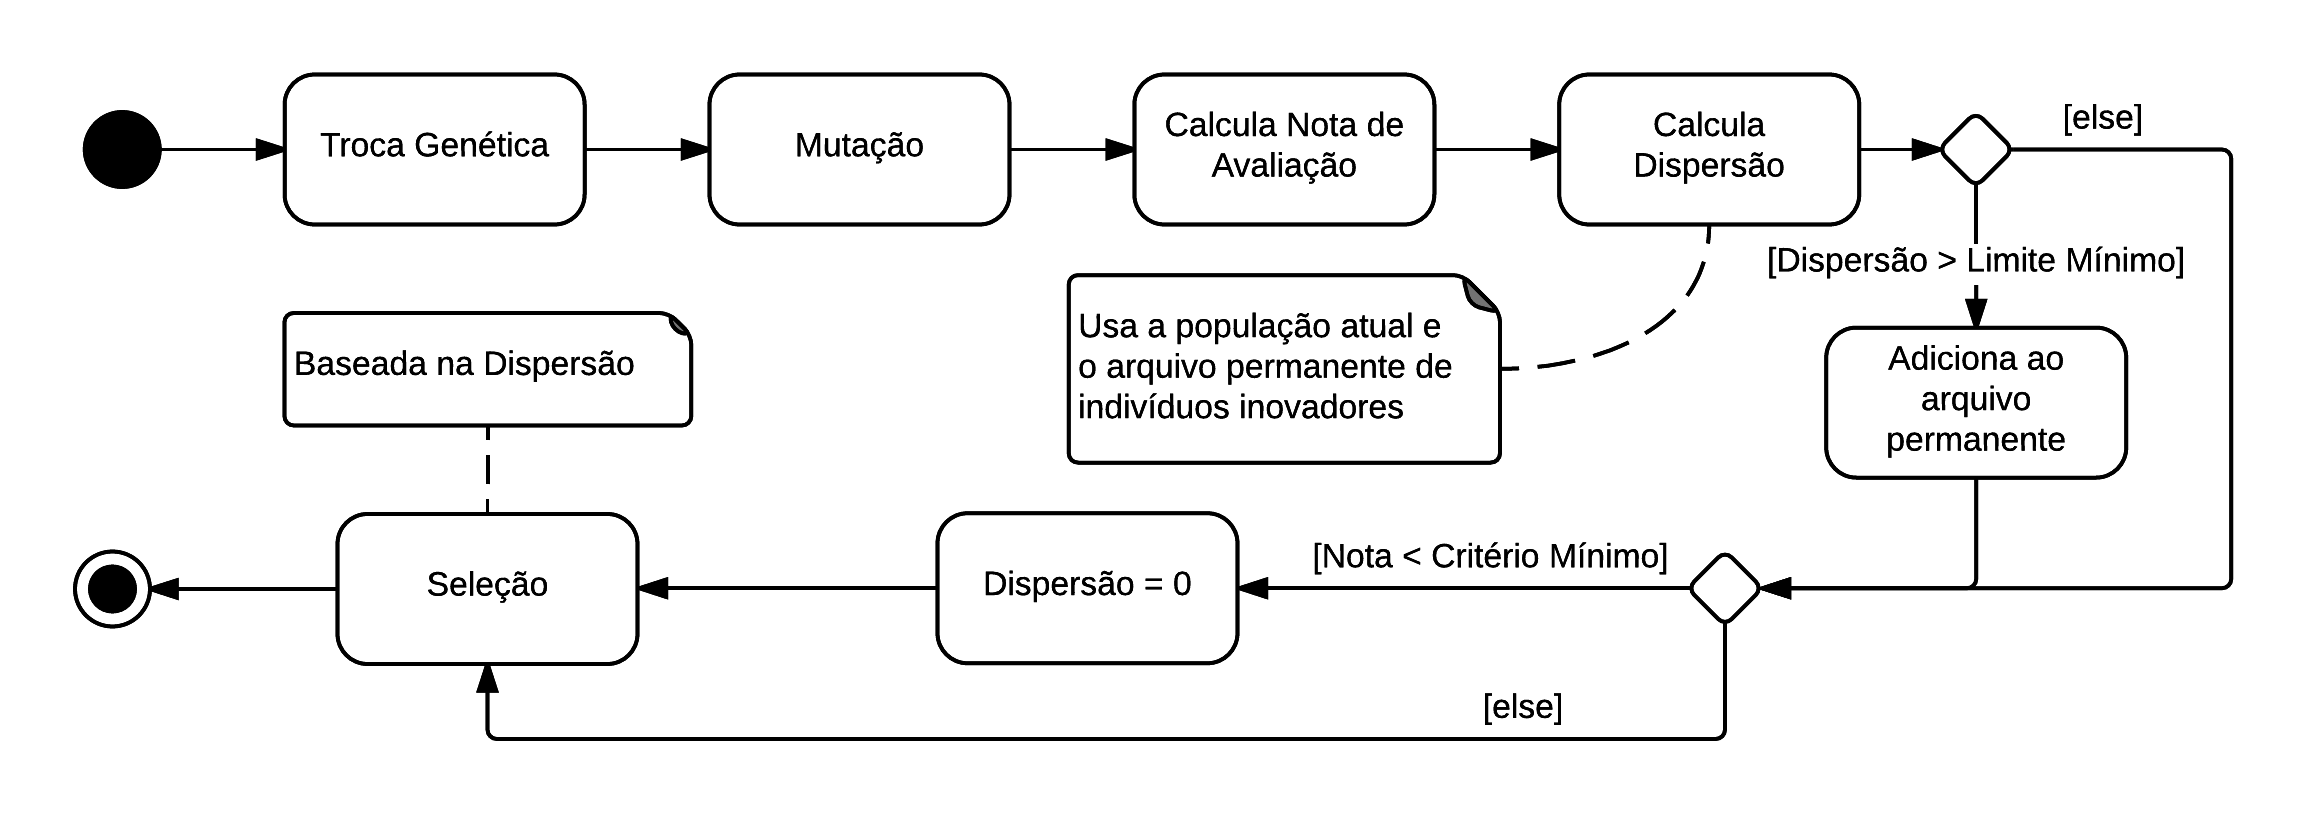 Troca Genética
Mutação
Calcula Nota de
Avaliação
Calcula
Dispersão
[else]
[Dispersão > Limite Mínimo]
Usa a população atual e
o arquivo permanente de
indivíduos inovadores
Baseada na Dispersão
Adiciona ao
arquivo
permanente
[Nota < Critério Mínimo]
Dispersão = 0
Seleção
[else]